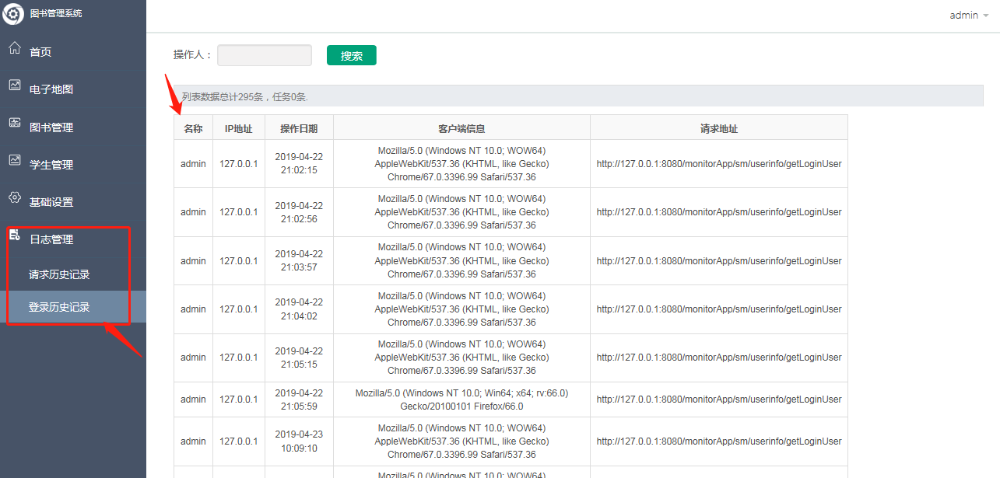 图书管理系统
admin
首页
电子地图
图书管理
学生管理
基础设置
日志管理
请求历史记录
登录历史记录
操作人：
搜索
列表数据总计295条，任务0条.
名称 IP地址 操作日期 客户端信息 请求地址
admin 127.0.0.1 2019-04-22 21:02:15 Mozilla/5.0 (Windows NT 10.0; WOW64) AppleWebKit/537.36 (KHTML, like Gecko) Chrome/67.0.3396.99 Safari/537.36 http://127.0.0.1:8080/monitorApp/sm/userinfo/getLoginUser
admin 127.0.0.1 2019-04-22 21:02:56 Mozilla/5.0 (Windows NT 10.0; WOW64) AppleWebKit/537.36 (KHTML, like Gecko) Chrome/67.0.3396.99 Safari/537.36 http://127.0.0.1:8080/monitorApp/sm/userinfo/getLoginUser
admin 127.0.0.1 2019-04-22 21:03:57 Mozilla/5.0 (Windows NT 10.0; WOW64) AppleWebKit/537.36 (KHTML, like Gecko) Chrome/67.0.3396.99 Safari/537.36 http://127.0.0.1:8080/monitorApp/sm/userinfo/getLoginUser
admin 127.0.0.1 2019-04-22 21:04:02 Mozilla/5.0 (Windows NT 10.0; WOW64) AppleWebKit/537.36 (KHTML, like Gecko) Chrome/67.0.3396.99 Safari/537.36 http://127.0.0.1:8080/monitorApp/sm/userinfo/getLoginUser
admin 127.0.0.1 2019-04-22 21:05:15 Mozilla/5.0 (Windows NT 10.0; WOW64) AppleWebKit/537.36 (KHTML, like Gecko) Chrome/67.0.3396.99 Safari/537.36 http://127.0.0.1:8080/monitorApp/sm/userinfo/getLoginUser
admin 127.0.0.1 2019-04-22 21:05:59 Mozilla/5.0 (Windows NT 10.0; Win64; x64; rv:66.0) Gecko/20100101 Firefox/66.0 http://127.0.0.1:8080/monitorApp/sm/userinfo/getLoginUser
admin 127.0.0.1 2019-04-23 10:09:10 Mozilla/5.0 (Windows NT 10.0; WOW64) AppleWebKit/537.36 (KHTML, like Gecko) Chrome/67.0.3396.99 Safari/537.36 http://127.0.0.1:8080/monitorApp/sm/userinfo/getLoginUser
Mozilla/5.0 (Windows NT 10.0; WOW64)